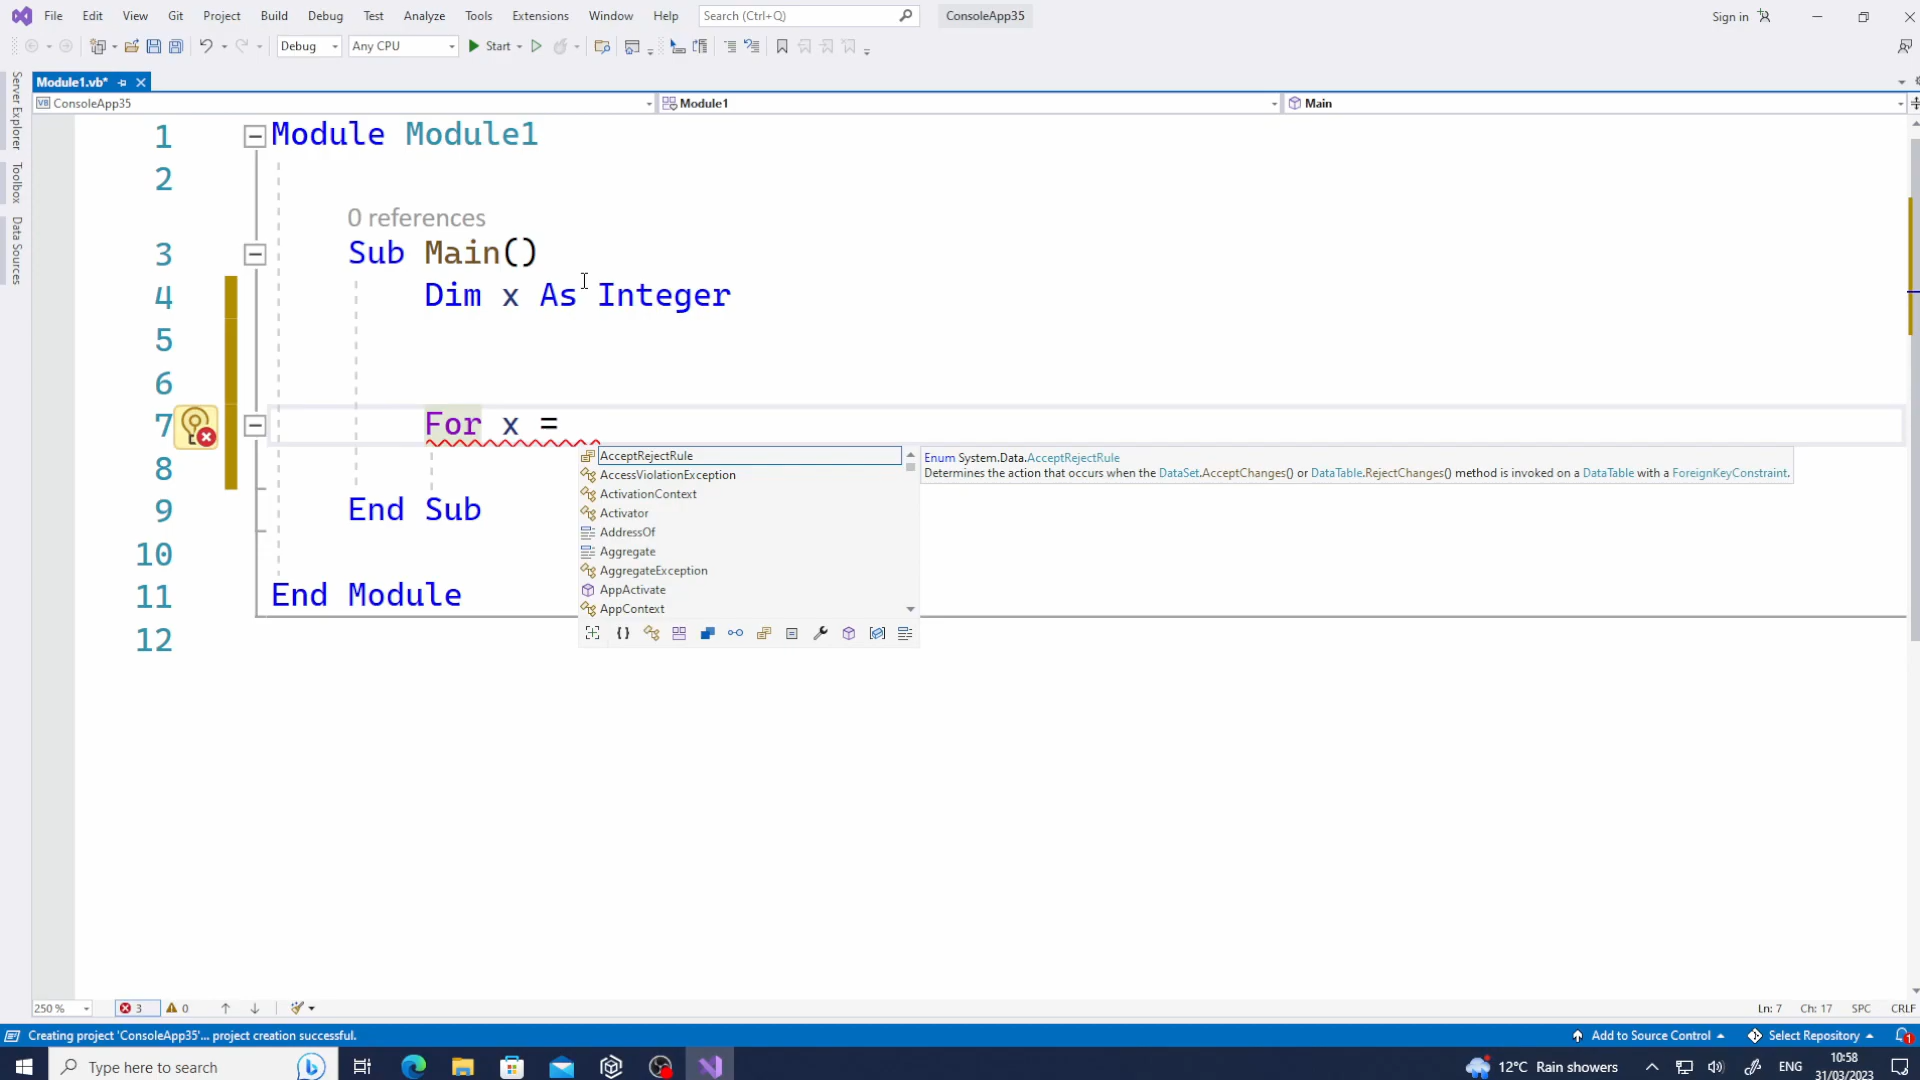 File Edit View Git Project Build Debug Test Analyze Tools Extensions Window Help Search (Ctrl+Q) ConsoleApp35 Sign in
Debug Any CPU Start
Module1.vb*
ConsoleApp35 Module1 Main
Server Explorer
Toolbox
Data Sources
1 Module Module1
2
0 references
3 Sub Main()
4 Dim x As Integer
5
6
7 For x =
8
9 End Sub
10
11 End Module
12
AcceptRejectRule
AccessViolationException
ActivationContext
Activator
AddressOf
Aggregate
AggregateException
AppActivate
AppContext
Enum System.Data.AcceptRejectRule
Determines the action that occurs when the DataSet.AcceptChanges() or DataTable.RejectChanges() method is invoked on a DataTable with a ForeignKeyConstraint.
250 % 3 0 Ln: 7 Ch: 17 SPC CRLF
Creating project 'ConsoleApp35'... project creation successful. Add to Source Control Select Repository 1
Type here to search 12°C Rain showers ENG 10:58
31/03/2023